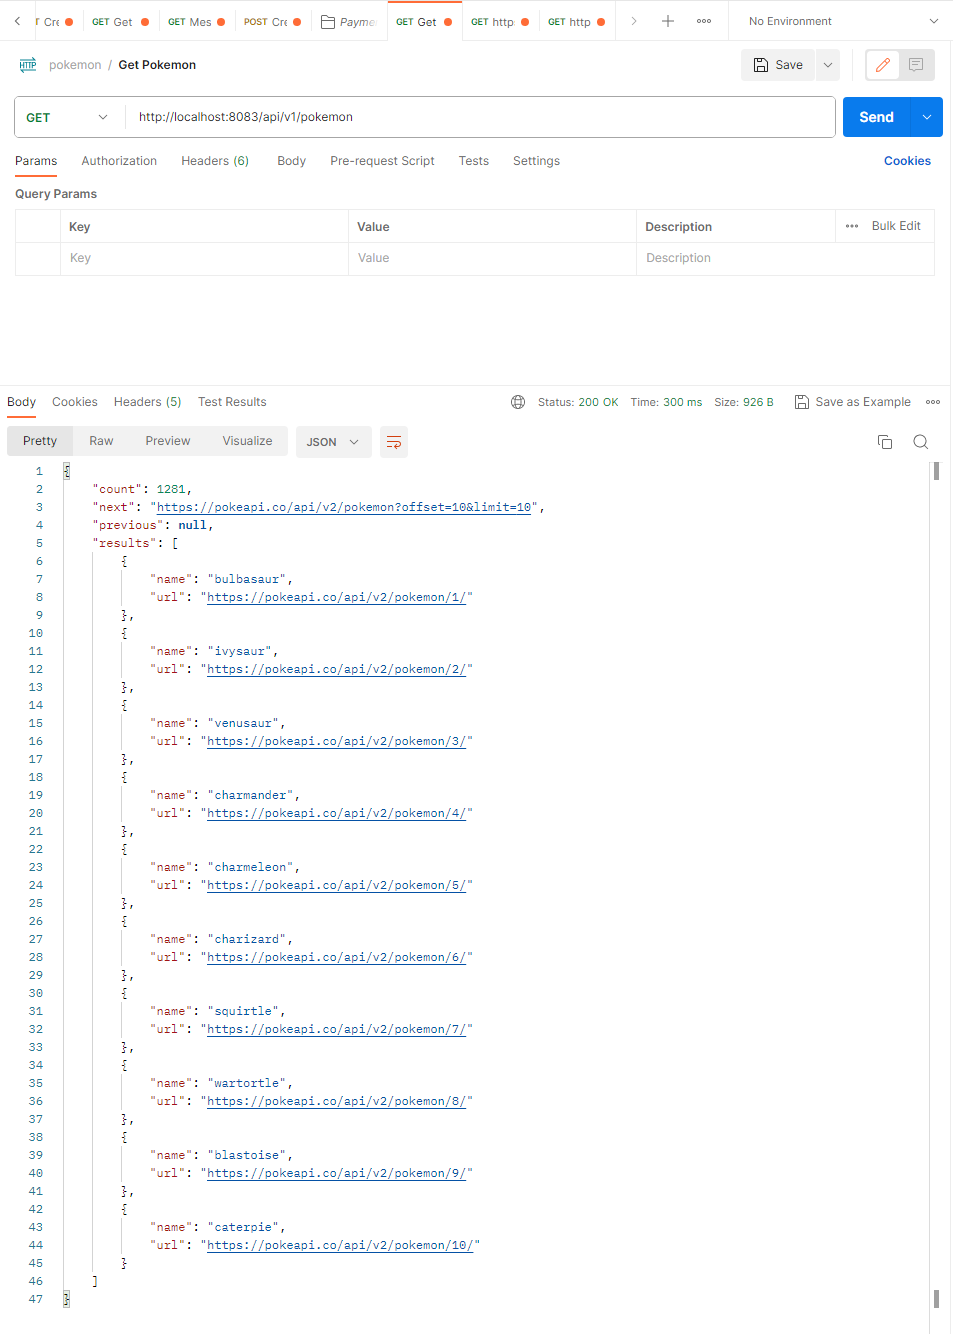 T Cre GET Get GET Mes POST Cre Payme GET Get GET http: GET http + No Environment
HTTP pokemon / Get Pokemon Save
GET http://localhost:8083/api/v1/pokemon Send
Params Authorization Headers (6) Body Pre-request Script Tests Settings Cookies
Query Params
Key Value Description ••• Bulk Edit
Key Value Description
Body Cookies Headers (5) Test Results Status: 200 OK Time: 300 ms Size: 926 B Save as Example
Pretty Raw Preview Visualize JSON
1 {
2 "count": 1281,
3 "next": "https://pokeapi.co/api/v2/pokemon?offset=10&limit=10",
4 "previous": null,
5 "results": [
6 {
7 "name": "bulbasaur",
8 "url": "https://pokeapi.co/api/v2/pokemon/1/"
9 },
10 {
11 "name": "ivysaur",
12 "url": "https://pokeapi.co/api/v2/pokemon/2/"
13 },
14 {
15 "name": "venusaur",
16 "url": "https://pokeapi.co/api/v2/pokemon/3/"
17 },
18 {
19 "name": "charmander",
20 "url": "https://pokeapi.co/api/v2/pokemon/4/"
21 },
22 {
23 "name": "charmeleon",
24 "url": "https://pokeapi.co/api/v2/pokemon/5/"
25 },
26 {
27 "name": "charizard",
28 "url": "https://pokeapi.co/api/v2/pokemon/6/"
29 },
30 {
31 "name": "squirtle",
32 "url": "https://pokeapi.co/api/v2/pokemon/7/"
33 },
34 {
35 "name": "wartortle",
36 "url": "https://pokeapi.co/api/v2/pokemon/8/"
37 },
38 {
39 "name": "blastoise",
40 "url": "https://pokeapi.co/api/v2/pokemon/9/"
41 },
42 {
43 "name": "caterpie",
44 "url": "https://pokeapi.co/api/v2/pokemon/10/"
45 }
46 ]
47 }